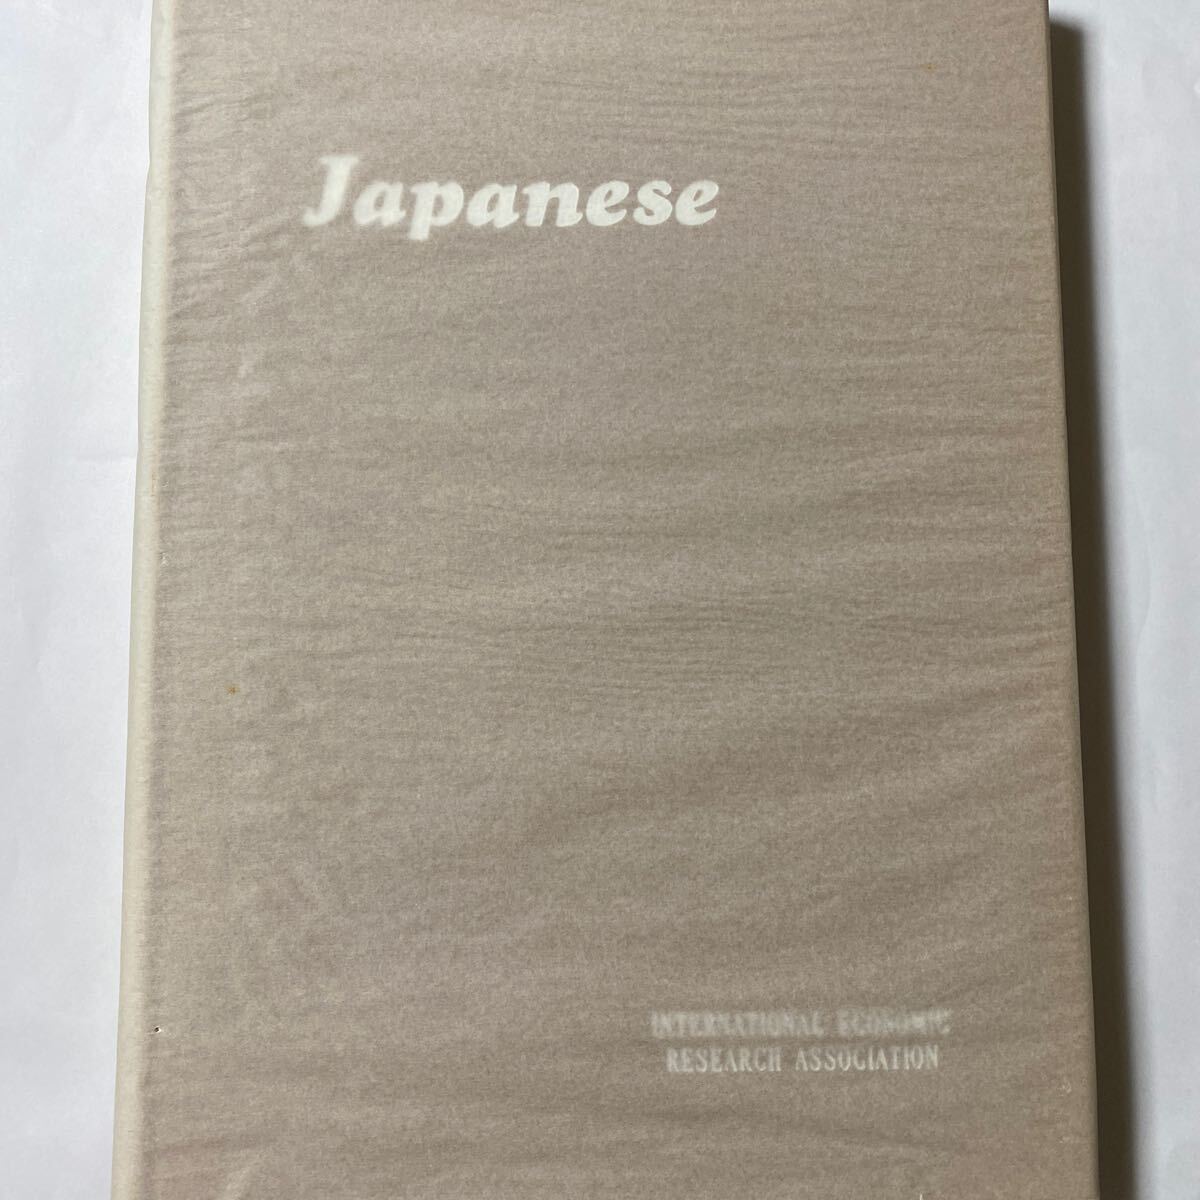 Japanese
INTERNATIONAL ECONOMIC
RESEARCH ASSOCIATION